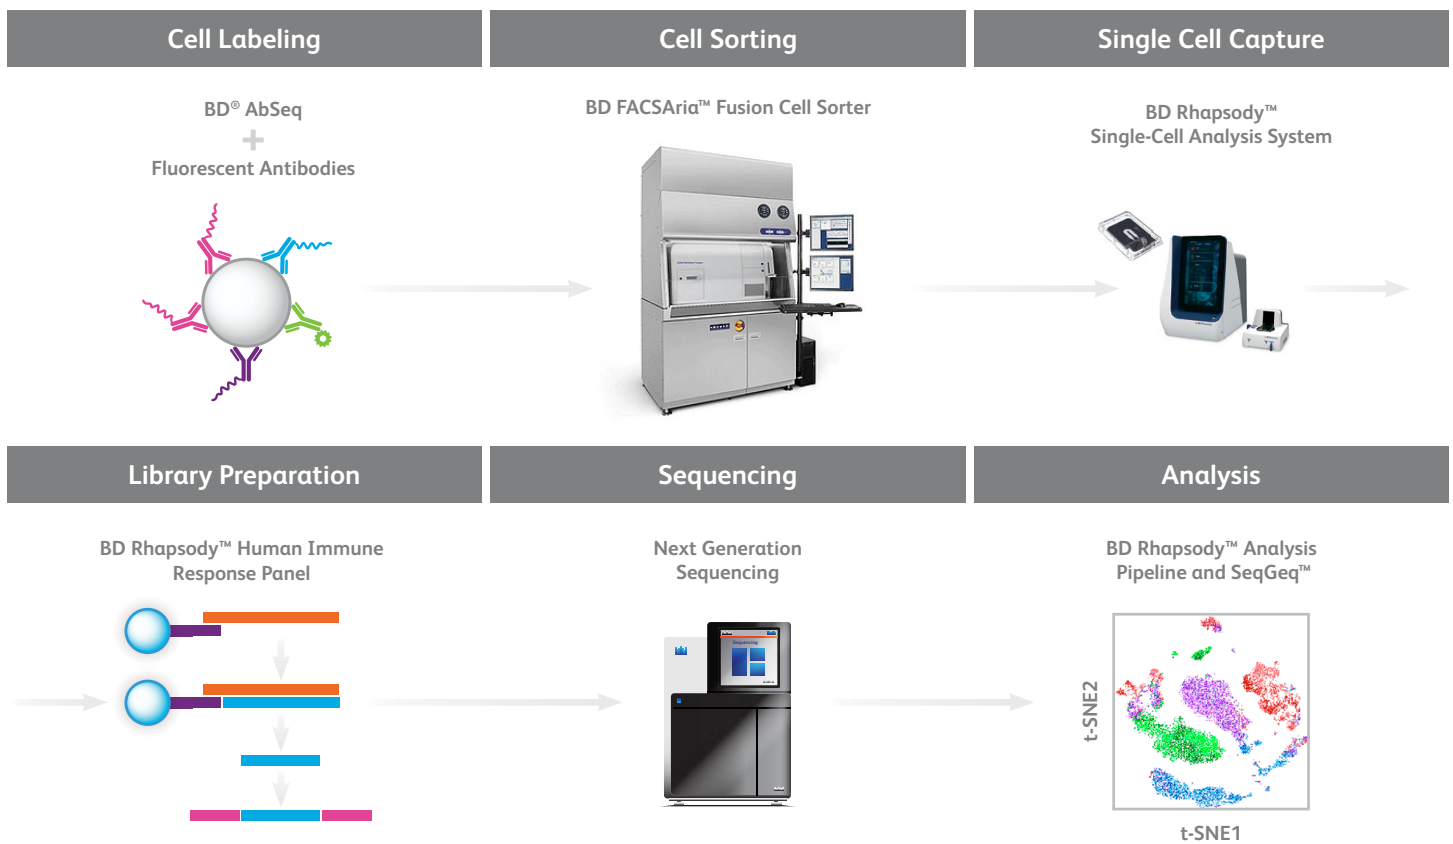 Cell Labeling
Cell Sorting
Single Cell Capture
BD® AbSeq
+
Fluorescent Antibodies
BD FACSAria™ Fusion Cell Sorter
BD Rhapsody™
Single-Cell Analysis System
Library Preparation
Sequencing
Analysis
BD Rhapsody™ Human Immune
Response Panel
Next Generation
Sequencing
Sequencing
BD Rhapsody™ Analysis
Pipeline and SeqGeq™
t-SNE2
t-SNE1